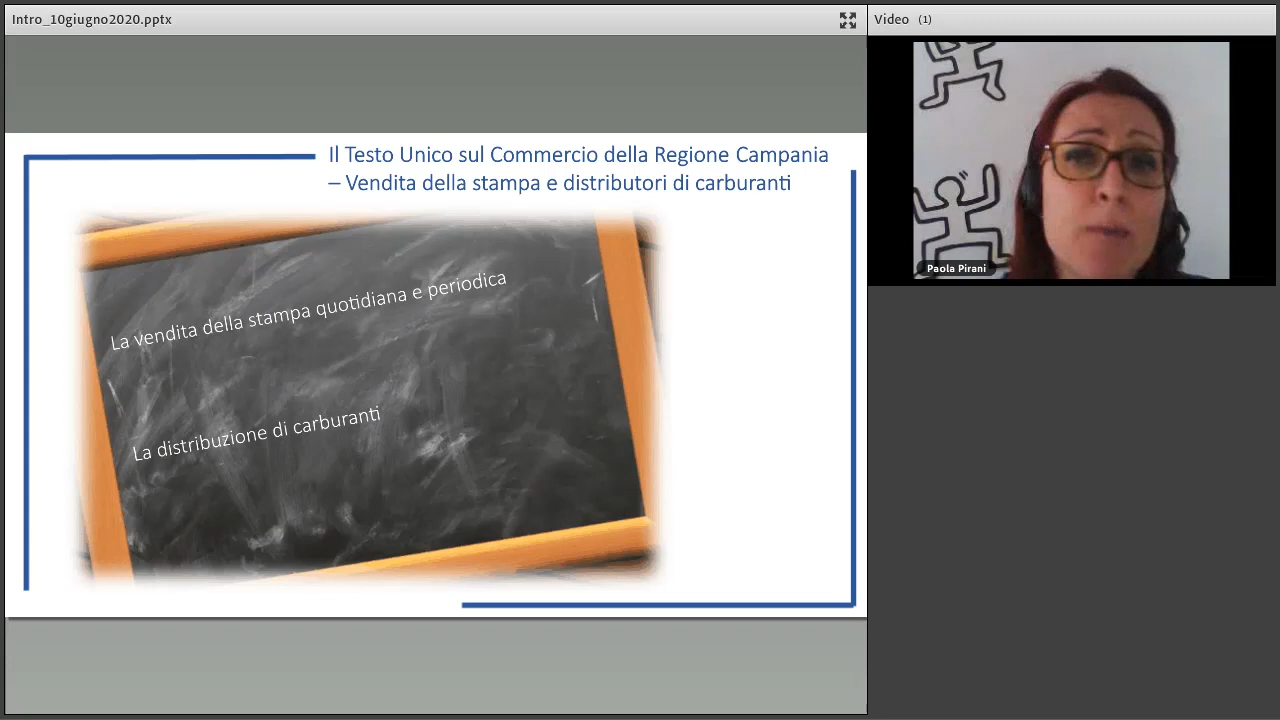 Intro_10giugno2020.pptx
Video (1)
Il Testo Unico sul Commercio della Regione Campania
– Vendita della stampa e distributori di carburanti
La vendita della stampa quotidiana e periodica
La distribuzione di carburanti
Paola Pirani